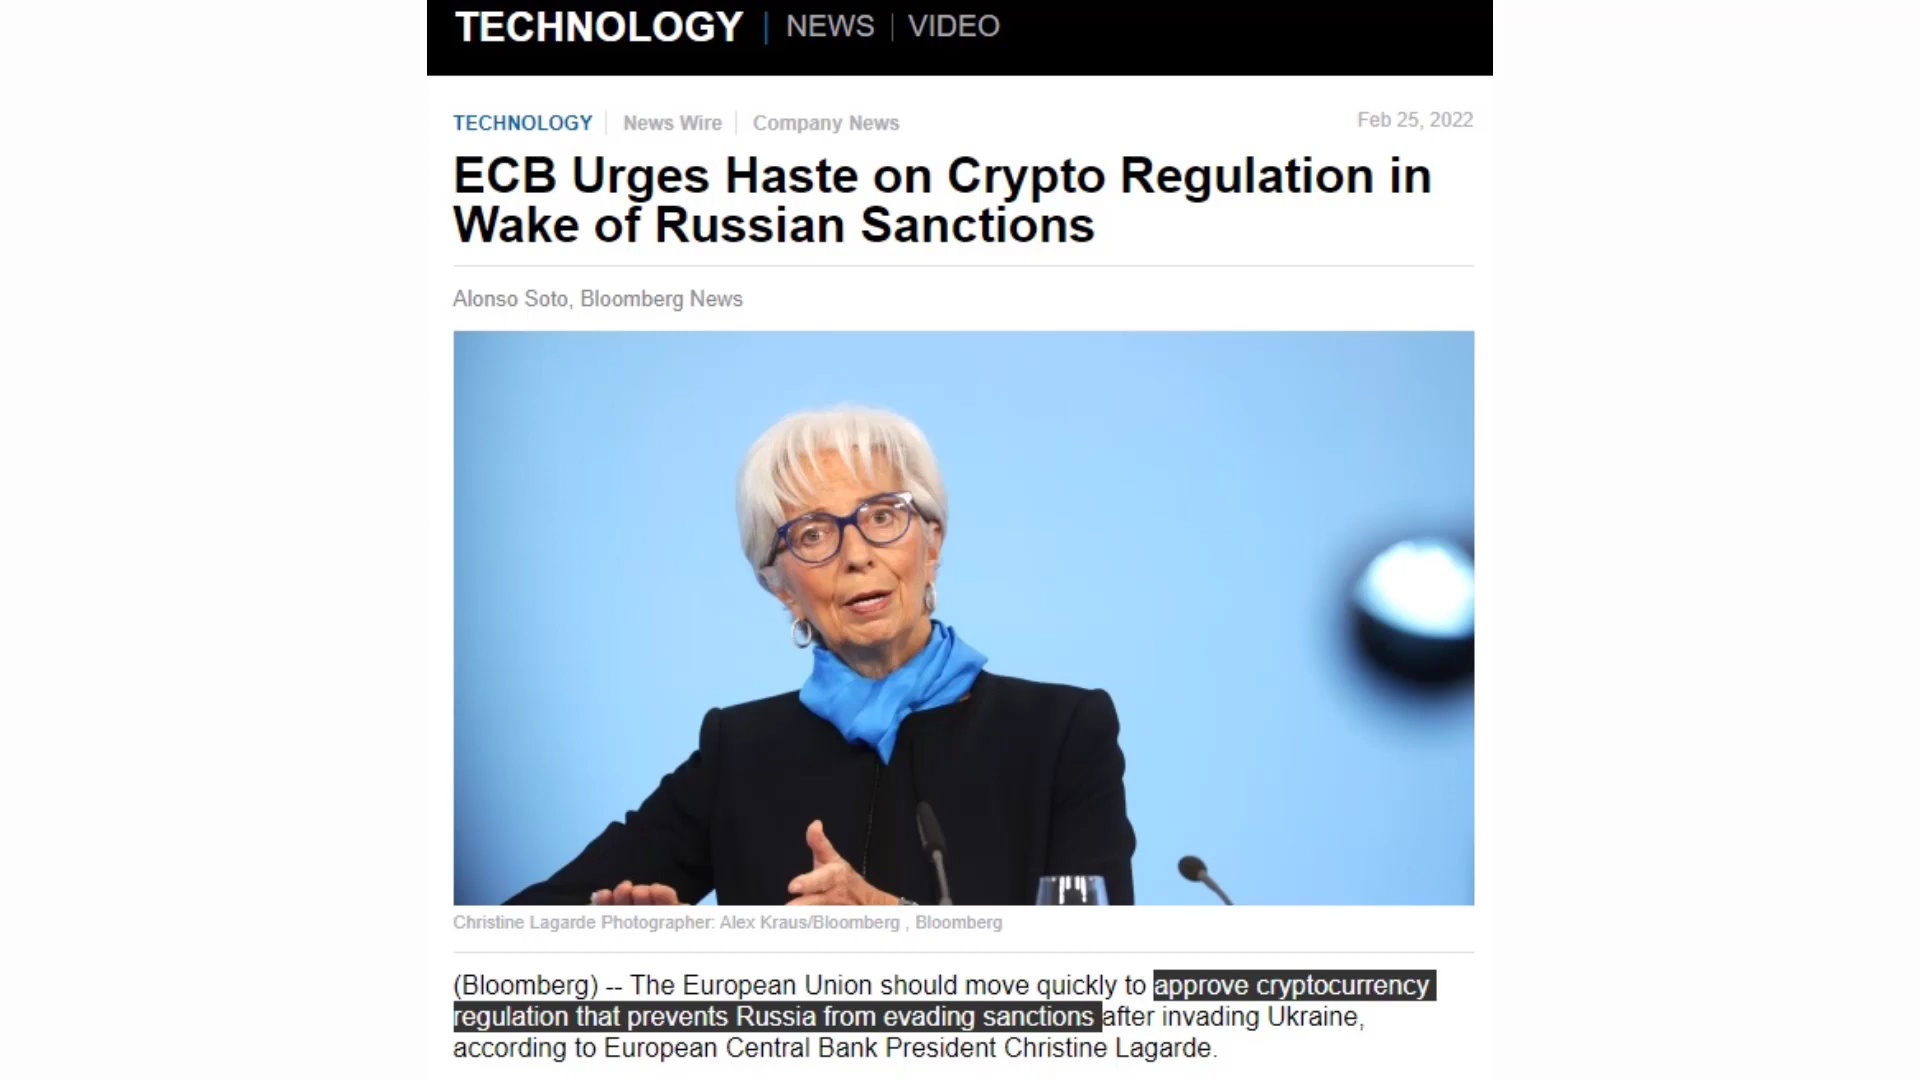 TECHNOLOGY | NEWS | VIDEO
TECHNOLOGY | News Wire | Company News
Feb 25, 2022
ECB Urges Haste on Crypto Regulation in
Wake of Russian Sanctions
Alonso Soto, Bloomberg News
Christine Lagarde Photographer: Alex Kraus/Bloomberg , Bloomberg
(Bloomberg) -- The European Union should move quickly to approve cryptocurrency
regulation that prevents Russia from evading sanctions after invading Ukraine,
according to European Central Bank President Christine Lagarde.